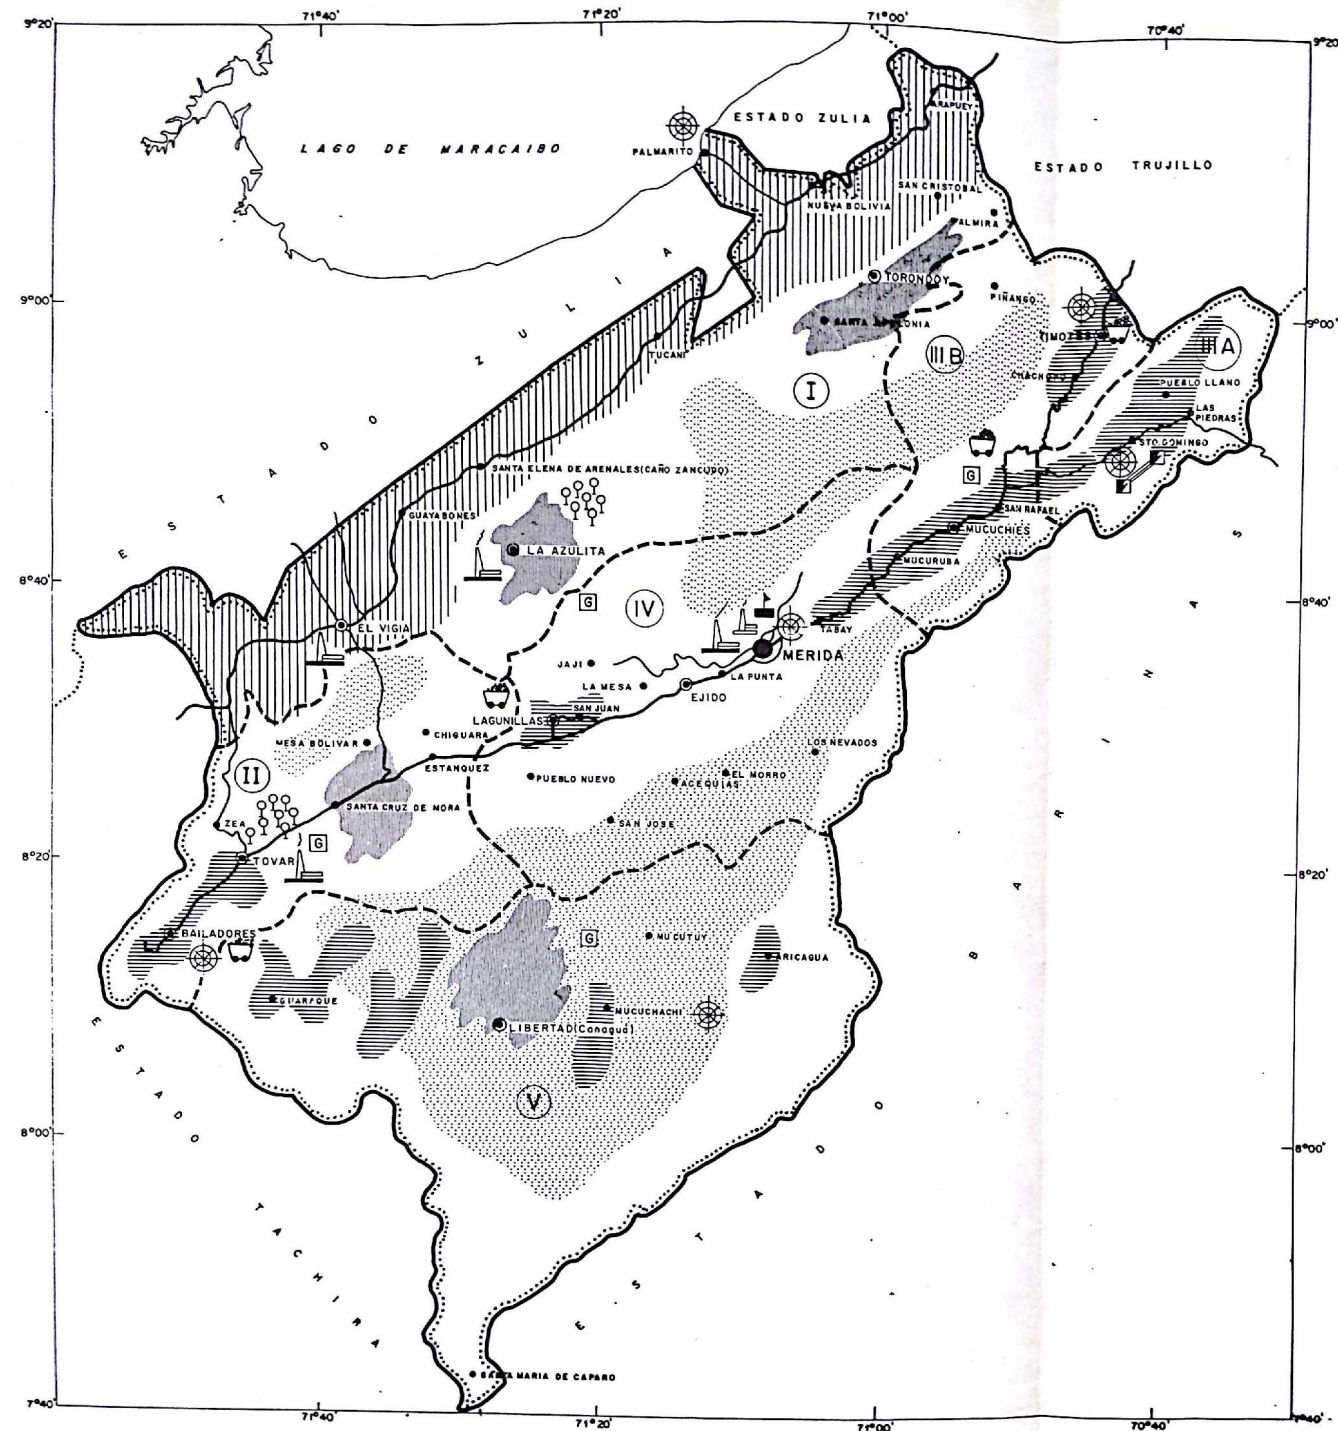 71°40'
71°20'
71°00'
70°40'
9°20'
9°20
LAGO DE MARACAIBO
ESTADO ZULIA
ESTADO TRUJILLO
ARAPUEY
PALMARITO
SAN CRISTOBAL
NUEVA BOLIVIA
PALMIRA
TORONDOY
PIÑANGO
9°00'
9°00'
SANTA APOLONIA
TIMOTES
III B
III A
TUCANI
I
CHACHOPO
PUEBLO LLANO
LAS
PIEDRAS
STO. DOMINGO
ESTADO ZULIA
SANTA ELENA DE ARENALES (CAÑO ZANCUDO)
G
GUAYABONES
SAN RAFAEL
MUCUCHIES
LA AZULITA
MUCURUBA
8°40'
8°40'
G
IV
EL VIGIA
TABAY
MERIDA
JAJI
LA PUNTA
LA MESA
EJIDO
SAN JUAN
LAGUNILLAS
CHIGUARA
MESA BOLIVAR
LOS NEVADOS
ESTANQUEZ
II
PUEBLO NUEVO
EL MORRO
ACEQUIAS
SANTA CRUZ DE MORA
ZEA
SAN JOSE
G
TOVAR
8°20'
8°20'
BAILADORES
G
MUCUTUY
ARICAGUA
GUARAQUE
MUCUCHACHI
LIBERTAD (Canagua)
V
8°00'
8°00'
ESTADO TACHIRA
ESTADO BARINAS
SANTA MARIA DE CAPARO
7°40'
7°40'
71°40'
71°20'
71°00'
70°40'